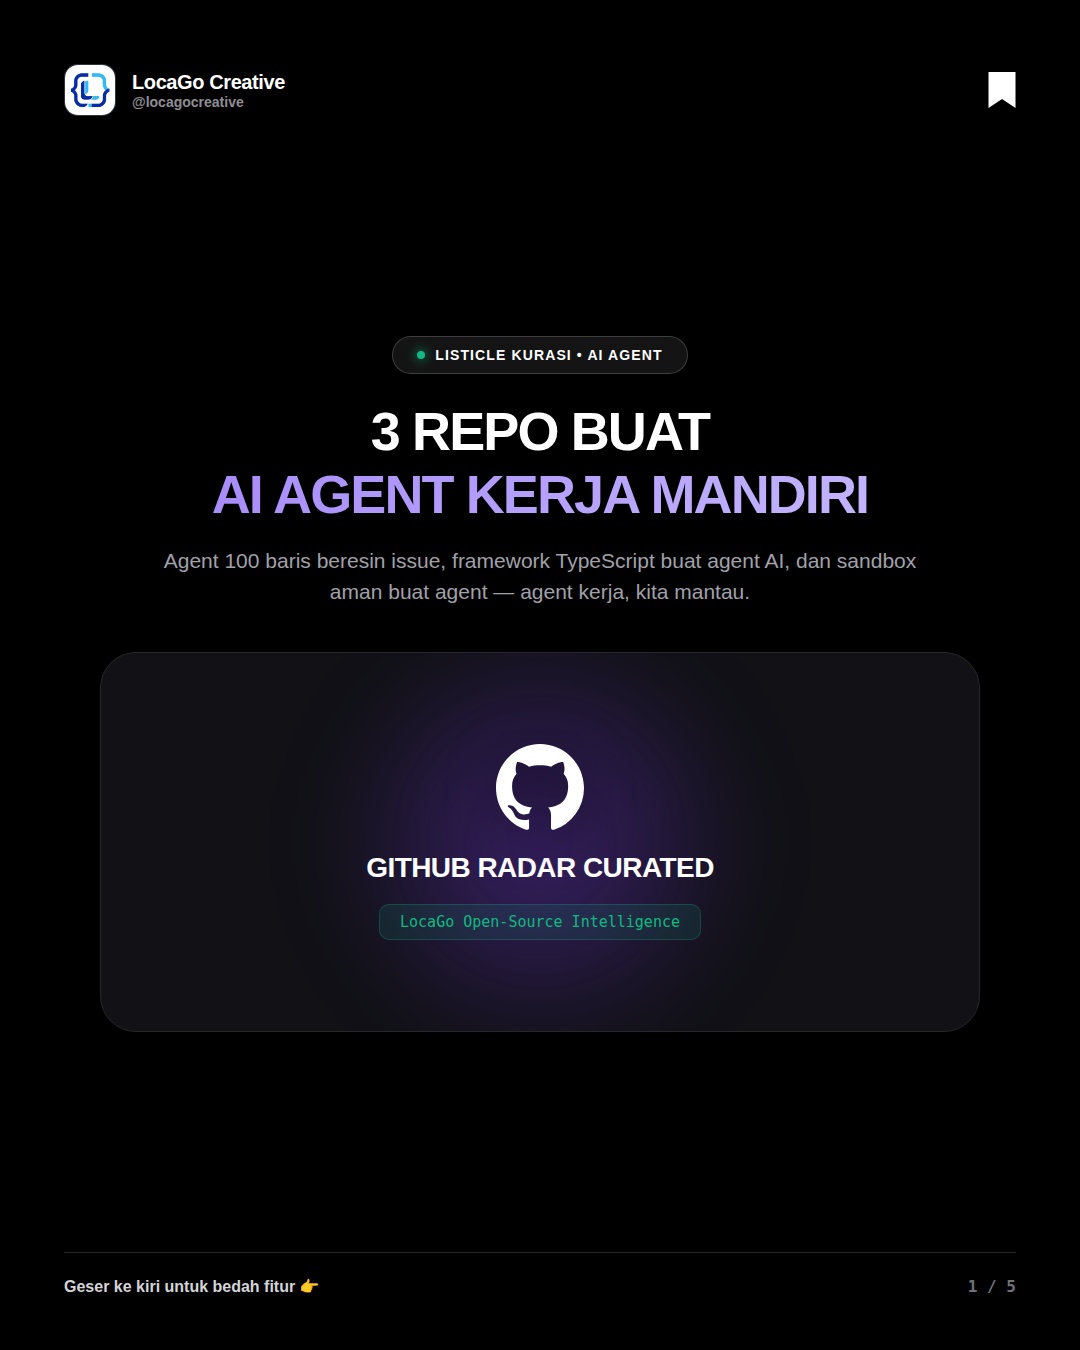 LocaGo Creative
@locagocreative
LISTICLE KURASI • AI AGENT
3 REPO BUAT
AI AGENT KERJA MANDIRI
Agent 100 baris beresin issue, framework TypeScript buat agent AI, dan sandbox
aman buat agent — agent kerja, kita mantau.
GITHUB RADAR CURATED
LocaGo Open-Source Intelligence
Geser ke kiri untuk bedah fitur 👉
1 / 5